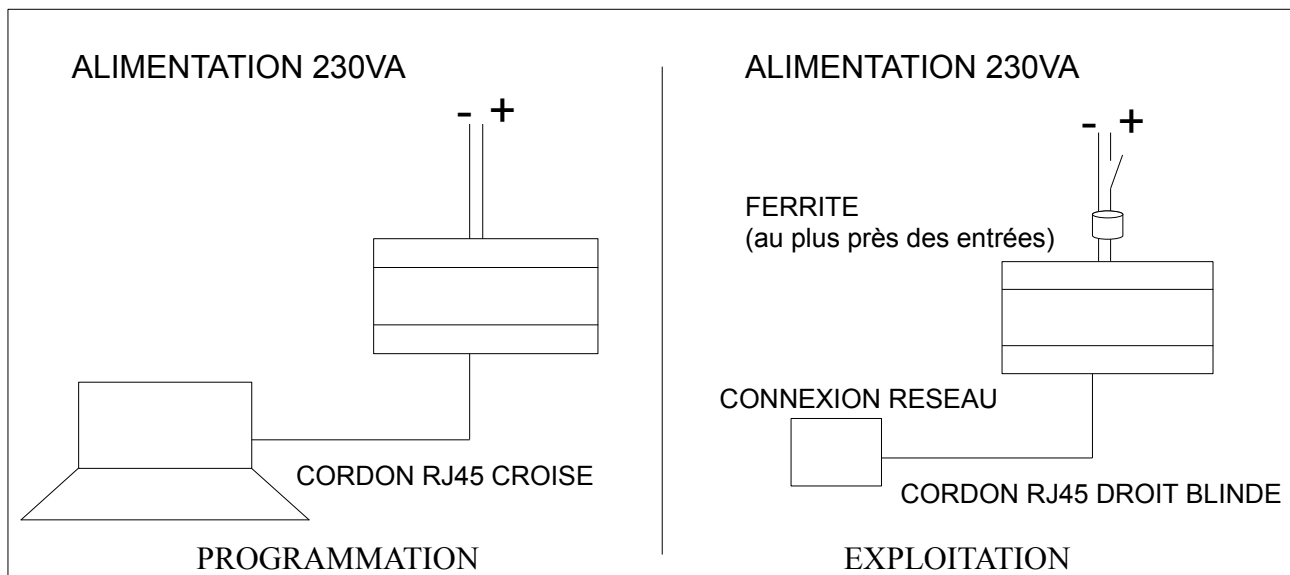 ALIMENTATION 230VA
- +
CORDON RJ45 CROISE
PROGRAMMATION
ALIMENTATION 230VA
- +
FERRITE
(au plus près des entrées)
CONNEXION RESEAU
CORDON RJ45 DROIT BLINDE
EXPLOITATION